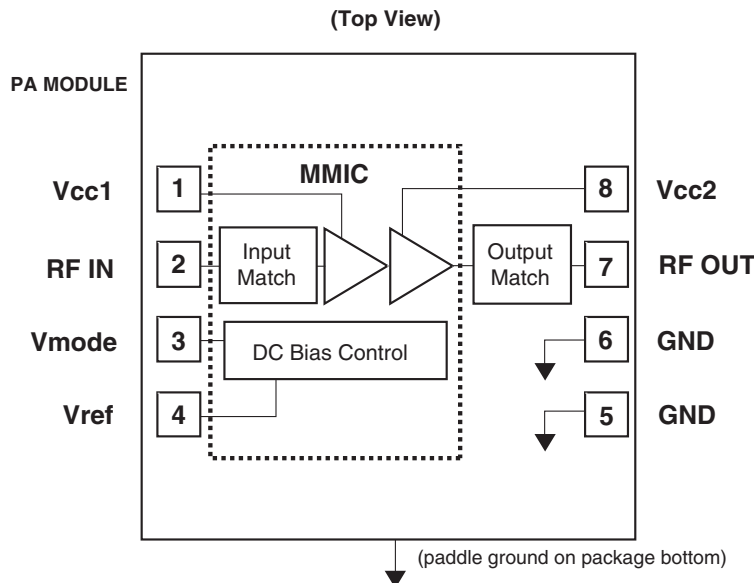 (Top View)
PA MODULE
MMIC
Vcc1
1
8
Vcc2
RF IN
2
Input
Match
Output
Match
7
RF OUT
Vmode
3
DC Bias Control
6
GND
Vref
4
5
GND
(paddle ground on package bottom)